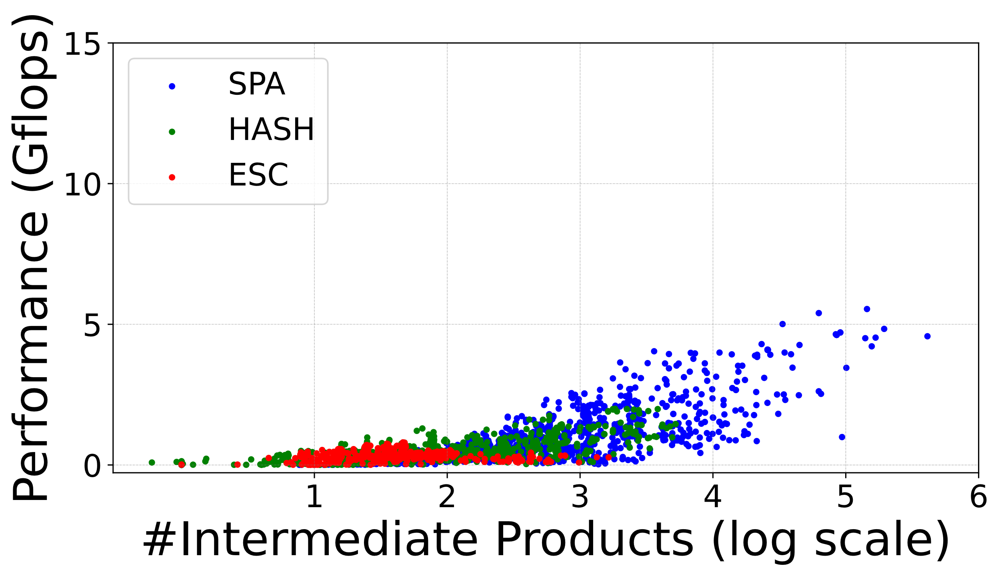 Performance (Gflops)
15
10
5
0
SPA
HASH
ESC
1 2 3 4 5 6
#Intermediate Products (log scale)